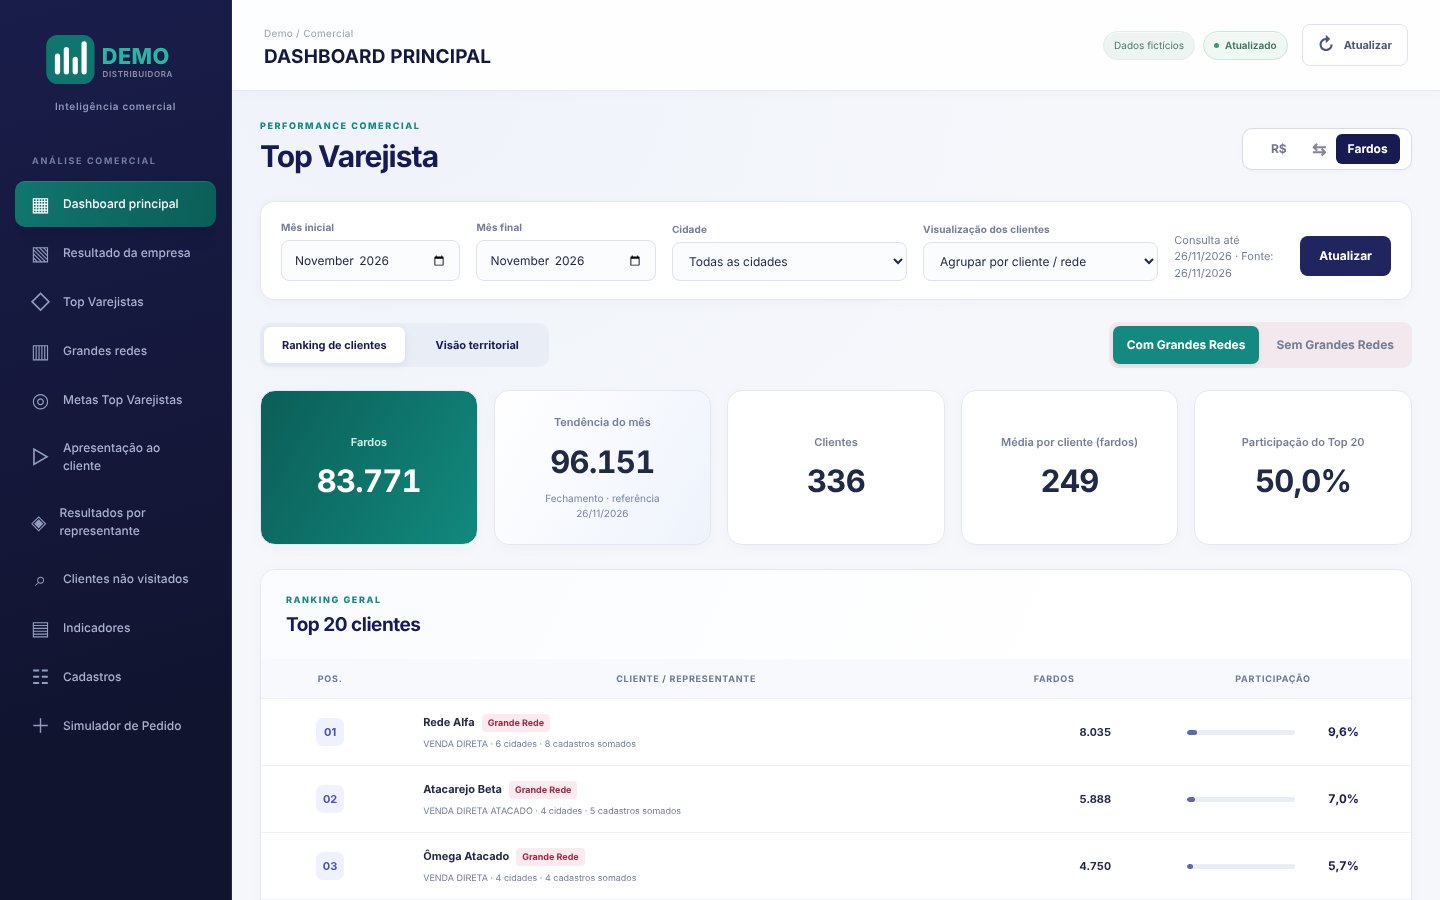 DEMO
DISTRIBUIDORA
Inteligência comercial
ANÁLISE COMERCIAL
Dashboard principal
Resultado da empresa
Top Varejistas
Grandes redes
Metas Top Varejistas
Apresentação ao
cliente
Resultados por
representante
Clientes não visitados
Indicadores
Cadastros
Simulador de Pedido
Demo / Comercial
DASHBOARD PRINCIPAL
Dados fictícios
Atualizado
Atualizar
PERFORMANCE COMERCIAL
Top Varejista
R$ Fardos
Mês inicial
November 2026
Mês final
November 2026
Cidade
Todas as cidades
Visualização dos clientes
Agrupar por cliente / rede
Consulta até
26/11/2026 · Fonte:
26/11/2026
Atualizar
Ranking de clientes
Visão territorial
Com Grandes Redes
Sem Grandes Redes
Fardos
83.771
Tendência do mês
96.151
Fechamento · referência
26/11/2026
Clientes
336
Média por cliente (fardos)
249
Participação do Top 20
50,0%
RANKING GERAL
Top 20 clientes
POS. CLIENTE / REPRESENTANTE FARDOS PARTICIPAÇÃO
01 Rede Alfa Grande Rede 8.035 9,6%
VENDA DIRETA · 6 cidades · 8 cadastros somados
02 Atacarejo Beta Grande Rede 5.888 7,0%
VENDA DIRETA ATACADO · 4 cidades · 5 cadastros somados
03 Ômega Atacado Grande Rede 4.750 5,7%
VENDA DIRETA · 4 cidades · 4 cadastros somados